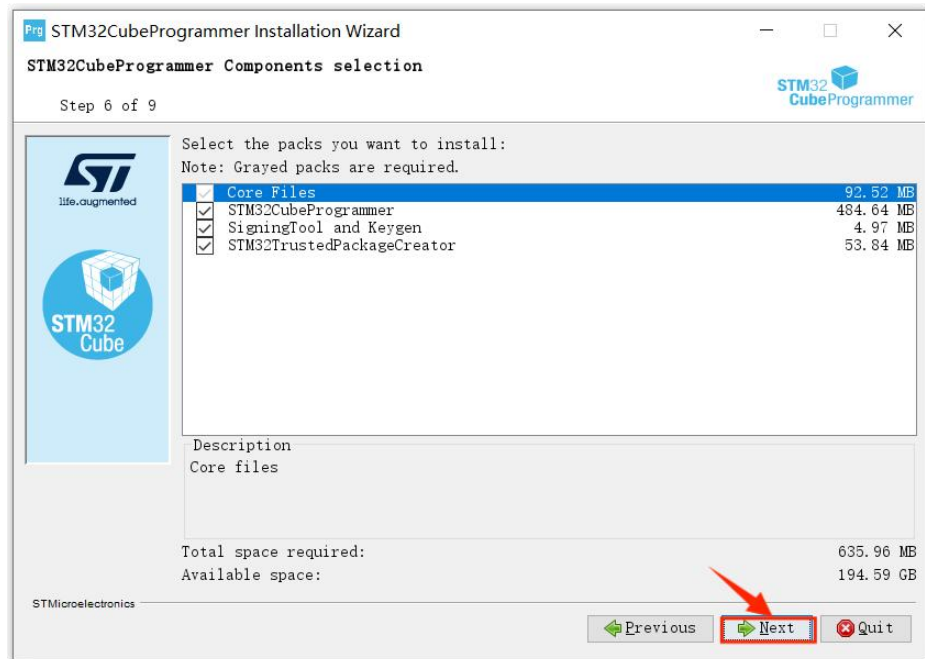 Prg STM32CubeProgrammer Installation Wizard
STM32CubeProgrammer Components selection
Step 6 of 9
STM32
CubeProgrammer
life.augmented
STM32
Cube
Select the packs you want to install:
Note: Grayed packs are required.
Core Files 92.52 MB
STM32CubeProgrammer 484.64 MB
SigningTool and Keygen 4.97 MB
STM32TrustedPackageCreator 53.84 MB
Description
Core files
Total space required: 635.96 MB
Available space: 194.59 GB
STMicroelectronics
Previous Next Quit